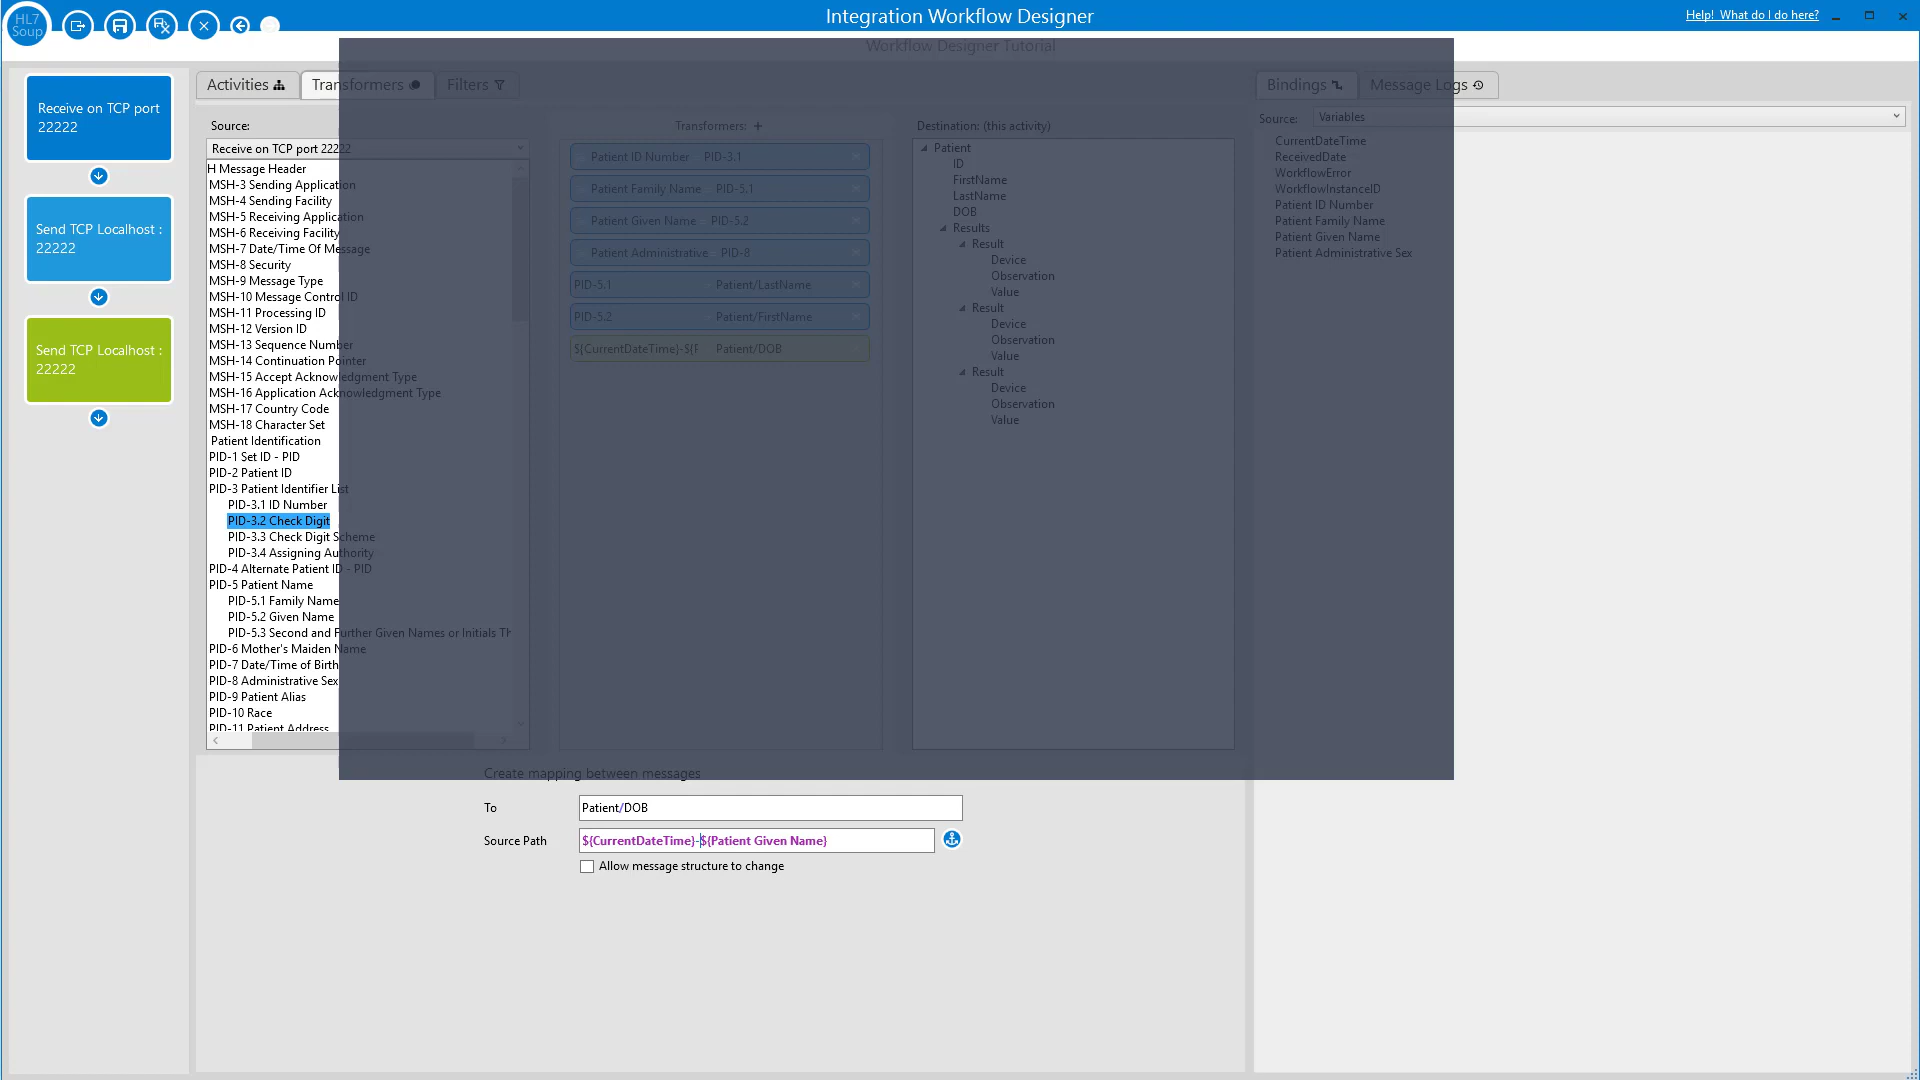 HL7
Soup
Integration Workflow Designer
Help! What do I do here?
Workflow Designer Tutorial
Receive on TCP port
22222
Send TCP Localhost :
22222
Send TCP Localhost :
22222
Activities
Transformers
Filters
Source:
Receive on TCP port 22222
H Message Header
MSH-3 Sending Application
MSH-4 Sending Facility
MSH-5 Receiving Application
MSH-6 Receiving Facility
MSH-7 Date/Time Of Message
MSH-8 Security
MSH-9 Message Type
MSH-10 Message Control ID
MSH-11 Processing ID
MSH-12 Version ID
MSH-13 Sequence Number
MSH-14 Continuation Pointer
MSH-15 Accept Acknowledgment Type
MSH-16 Application Acknowledgment Type
MSH-17 Country Code
MSH-18 Character Set
Patient Identification
PID-1 Set ID - PID
PID-2 Patient ID
PID-3 Patient Identifier List
PID-3.1 ID Number
PID-3.2 Check Digit
PID-3.3 Check Digit Scheme
PID-3.4 Assigning Authority
PID-4 Alternate Patient ID - PID
PID-5 Patient Name
PID-5.1 Family Name
PID-5.2 Given Name
PID-5.3 Second and Further Given Names or Initials Th
PID-6 Mother's Maiden Name
PID-7 Date/Time of Birth
PID-8 Administrative Sex
PID-9 Patient Alias
PID-10 Race
PID-11 Patient Address
Transformers: +
Patient ID Number PID-3.1
Patient Family Name PID-5.1
Patient Given Name PID-5.2
Patient Administrative PID-8
PID-5.1 Patient/LastName
PID-5.2 Patient/FirstName
${CurrentDateTime}-${F Patient/DOB
Destination: (this activity)
Patient
ID
FirstName
LastName
DOB
Results
Result
Device
Observation
Value
Result
Device
Observation
Value
Result
Device
Observation
Value
Bindings
Message Logs
Source: Variables
CurrentDateTime
ReceivedDate
WorkflowError
WorkflowInstanceID
Patient ID Number
Patient Family Name
Patient Given Name
Patient Administrative Sex
Create mapping between messages
To Patient/DOB
Source Path ${CurrentDateTime}-${Patient Given Name}
Allow message structure to change